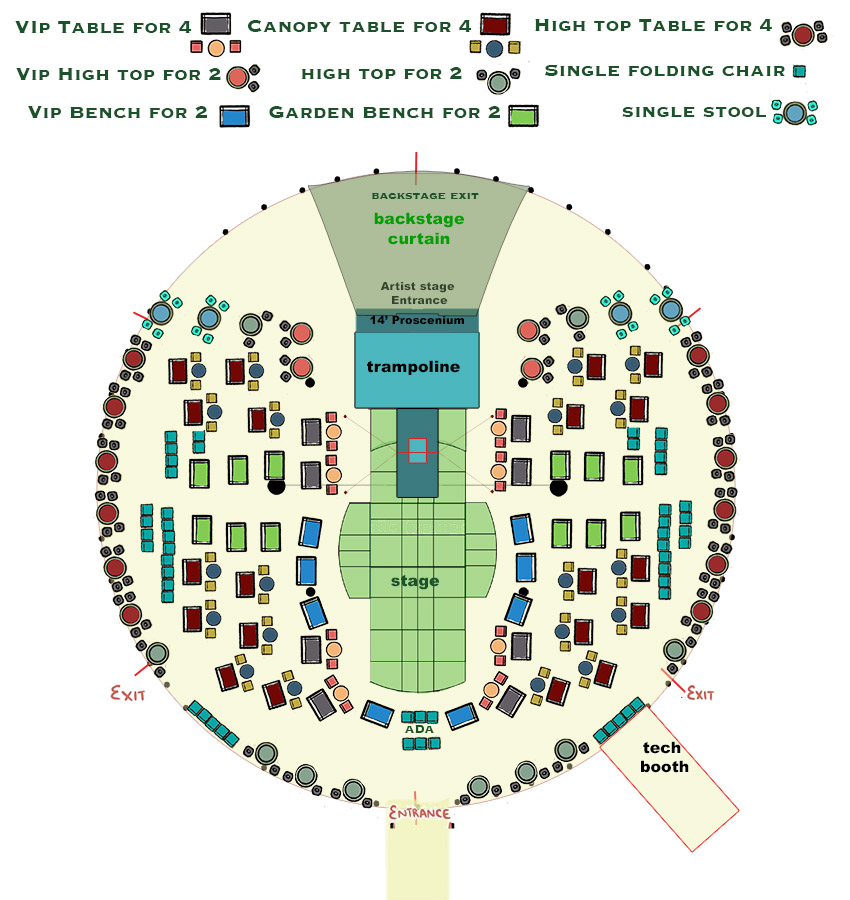 VIP Table for 4
Canopy table for 4
High top Table for 4
Vip High top for 2
high top for 2
Single folding chair
Vip Bench for 2
Garden Bench for 2
single stool
Backstage exit
backstage
curtain
Artist stage
Entrance
14' Proscenium
trampoline
stage
Exit
Exit
ADA
tech
booth
Entrance